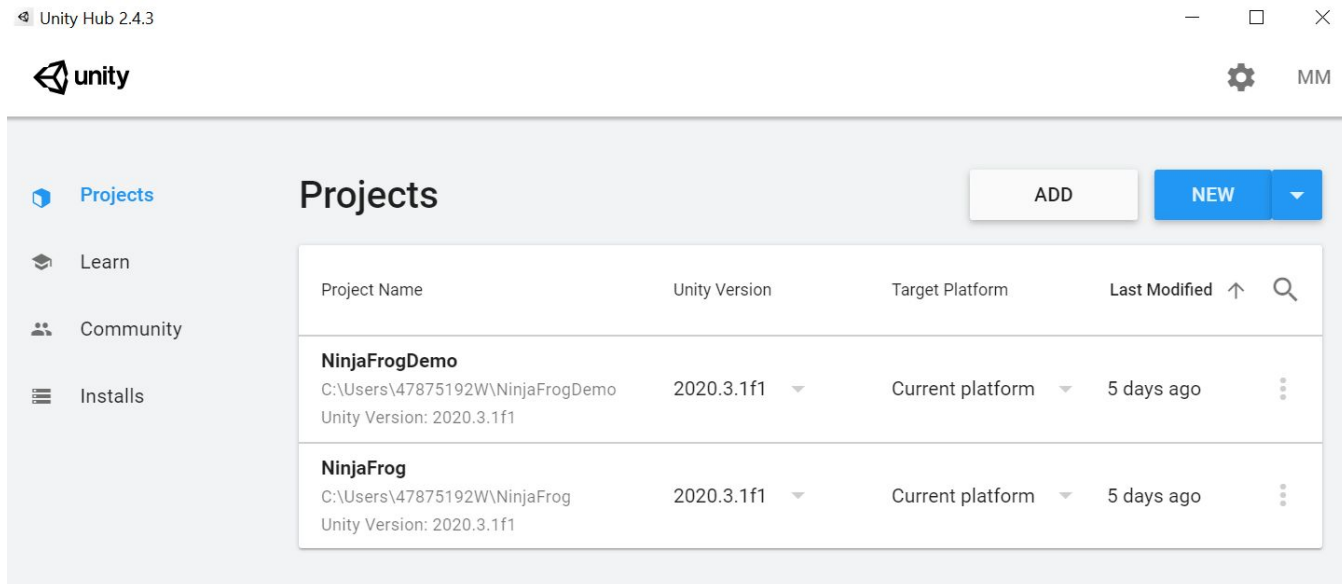 Unity Hub 2.4.3
unity
MM
Projects
Learn
Community
Installs
Projects
ADD
NEW
Project Name Unity Version Target Platform Last Modified
NinjaFrogDemo
C:\Users\47875192W\NinjaFrogDemo 2020.3.1f1 Current platform 5 days ago
Unity Version: 2020.3.1f1
NinjaFrog
C:\Users\47875192W\NinjaFrog 2020.3.1f1 Current platform 5 days ago
Unity Version: 2020.3.1f1